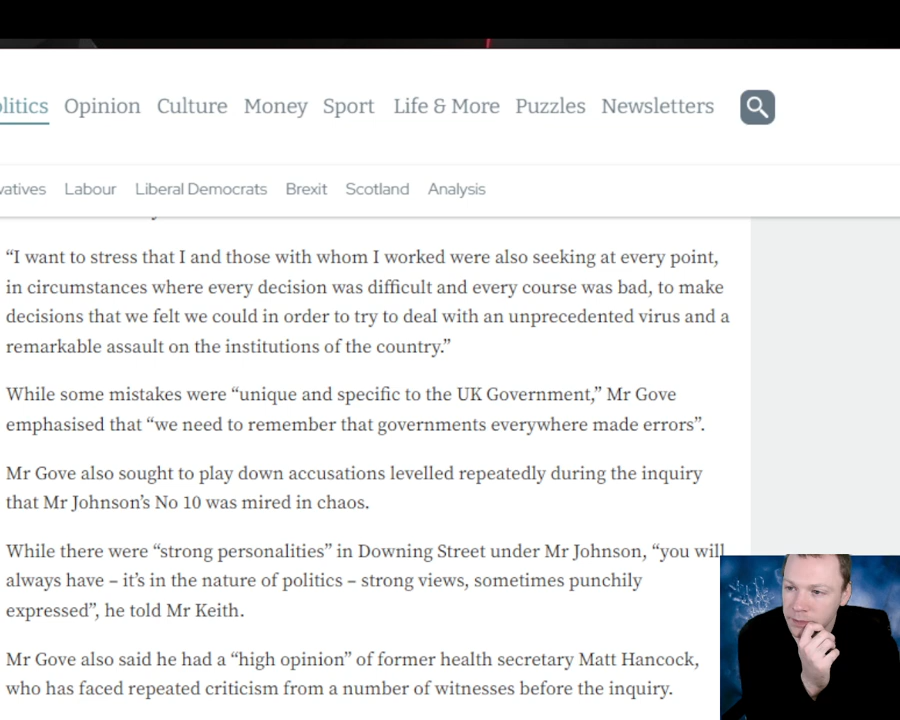 olitics Opinion Culture Money Sport Life & More Puzzles Newsletters
vatives Labour Liberal Democrats Brexit Scotland Analysis
“I want to stress that I and those with whom I worked were also seeking at every point,
in circumstances where every decision was difficult and every course was bad, to make
decisions that we felt we could in order to try to deal with an unprecedented virus and a
remarkable assault on the institutions of the country.”
While some mistakes were “unique and specific to the UK Government,” Mr Gove
emphasised that “we need to remember that governments everywhere made errors”.
Mr Gove also sought to play down accusations levelled repeatedly during the inquiry
that Mr Johnson’s No 10 was mired in chaos.
While there were “strong personalities” in Downing Street under Mr Johnson, “you will
always have – it’s in the nature of politics – strong views, sometimes punchily
expressed”, he told Mr Keith.
Mr Gove also said he had a “high opinion” of former health secretary Matt Hancock,
who has faced repeated criticism from a number of witnesses before the inquiry.